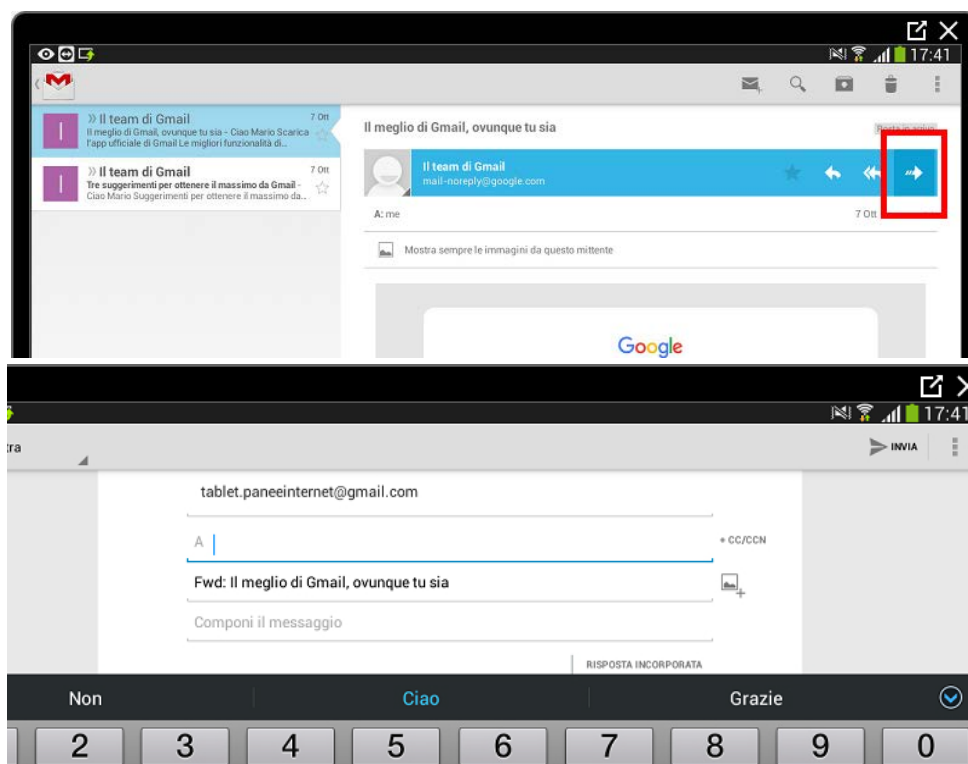 17:41
I
» Il team di Gmail 7 Ott
Il meglio di Gmail, ovunque tu sia - Ciao Mario Scarica
l'app ufficiale di Gmail Le migliori funzionalità di..
I
» Il team di Gmail 7 Ott
Tre suggerimenti per ottenere il massimo da Gmail -
Ciao Mario Suggerimenti per ottenere il massimo da..
Il meglio di Gmail, ovunque tu sia
Posta in arrivo
Il team di Gmail
mail-noreply@google.com
A: me 7 Ott
Mostra sempre le immagini da questo mittente
Google
17:41
tra
INVIA
tablet.paneeinternet@gmail.com
A
+ CC/CCN
Fwd: Il meglio di Gmail, ovunque tu sia
Componi il messaggio
RISPOSTA INCORPORATA
Non Ciao Grazie
2 3 4 5 6 7 8 9 0